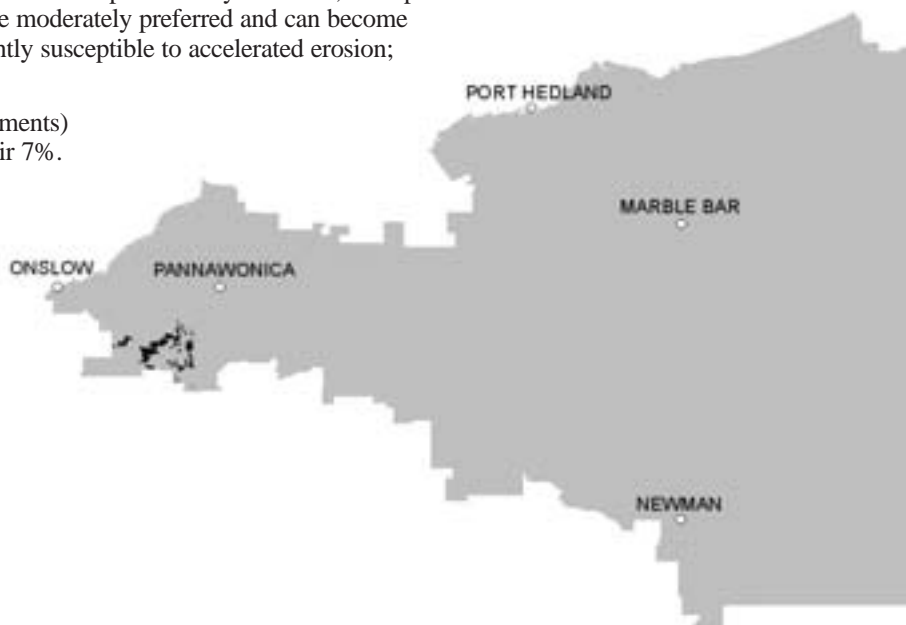 e moderately preferred and can become
ntly susceptible to accelerated erosion;
ments)
ir 7%.
PORT HEDLAND
MARBLE BAR
ONSLOW
PANNAWONICA
NEWMAN